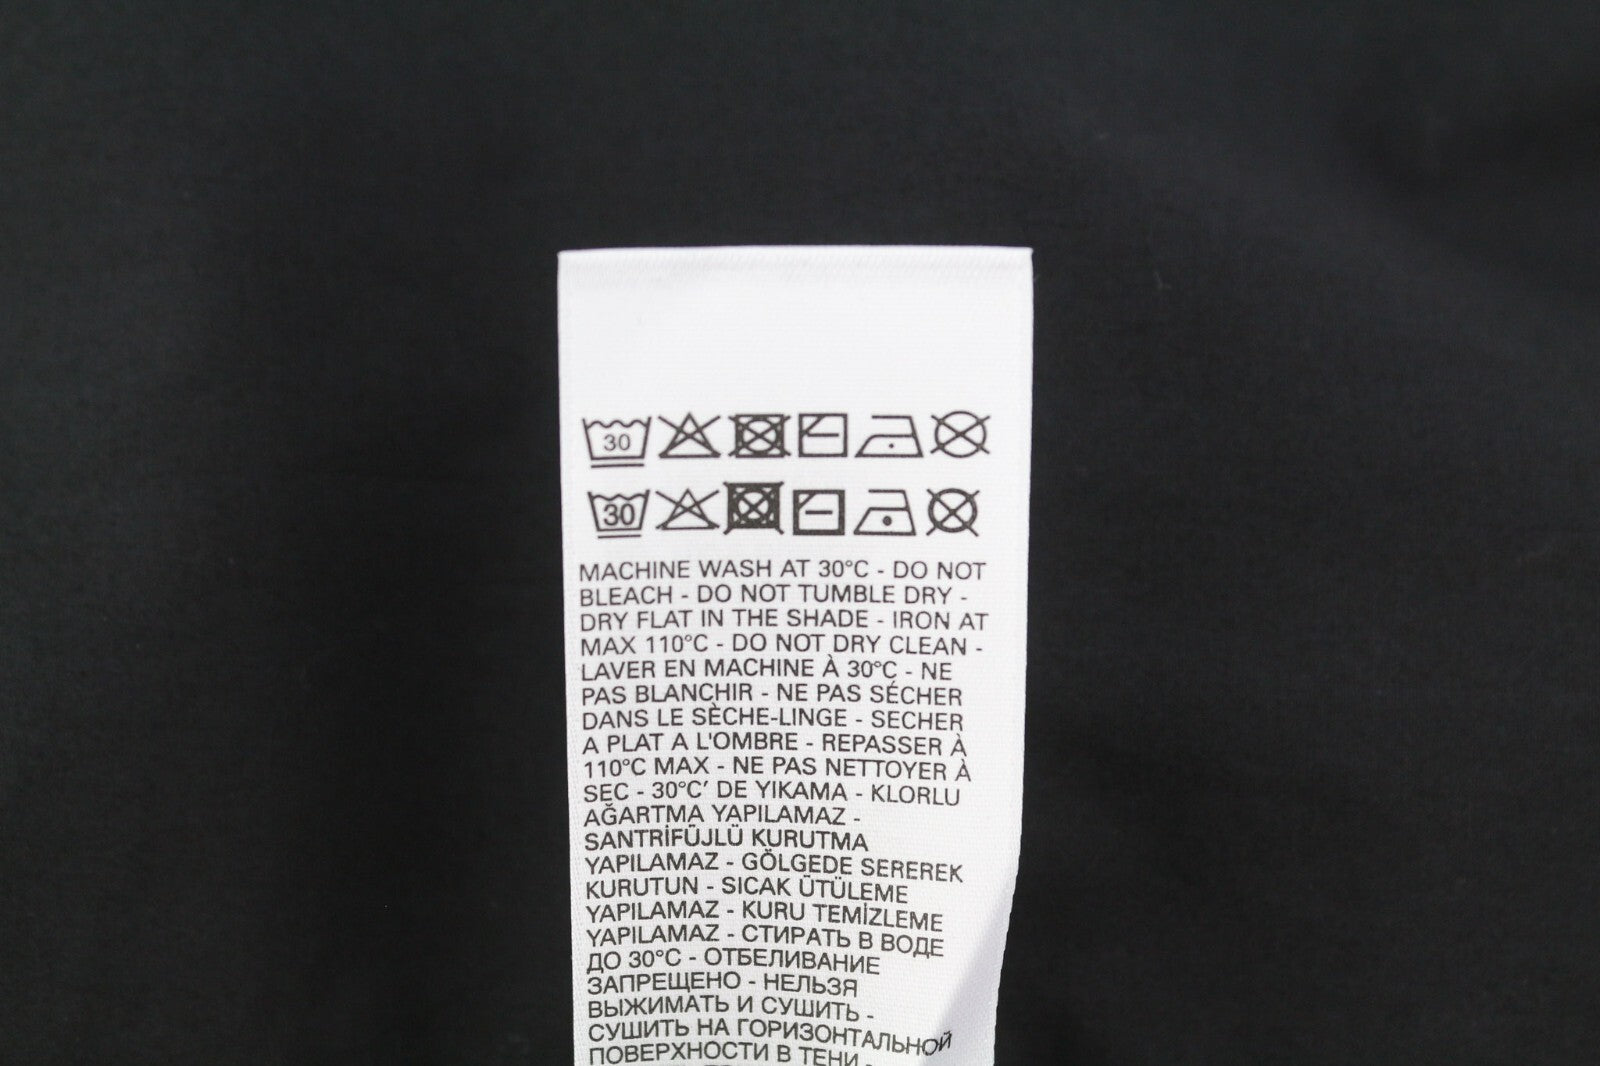 30
30
MACHINE WASH AT 30°C - DO NOT
BLEACH - DO NOT TUMBLE DRY -
DRY FLAT IN THE SHADE - IRON AT
MAX 110°C - DO NOT DRY CLEAN -
LAVER EN MACHINE À 30°C - NE
PAS BLANCHIR - NE PAS SÉCHER
DANS LE SÈCHE-LINGE - SECHER
A PLAT A L'OMBRE - REPASSER À
110°C MAX - NE PAS NETTOYER À
SEC - 30°C' DE YIKAMA - KLORLU
AĞARTMA YAPILAMAZ -
SANTRİFÜJLÜ KURUTMA
YAPILAMAZ - GÖLGEDE SEREREK
KURUTUN - SICAK ÜTÜLEME
YAPILAMAZ - KURU TEMİZLEME
YAPILAMAZ - СТИРАТЬ В ВОДЕ
ДО 30°C - ОТБЕЛИВАНИЕ
ЗАПРЕЩЕНО - НЕЛЬЗЯ
ВЫЖИМАТЬ И СУШИТЬ -
СУШИТЬ НА ГОРИЗОНТАЛЬНОЙ
ПОВЕРХНОСТИ В ТЕНИ -